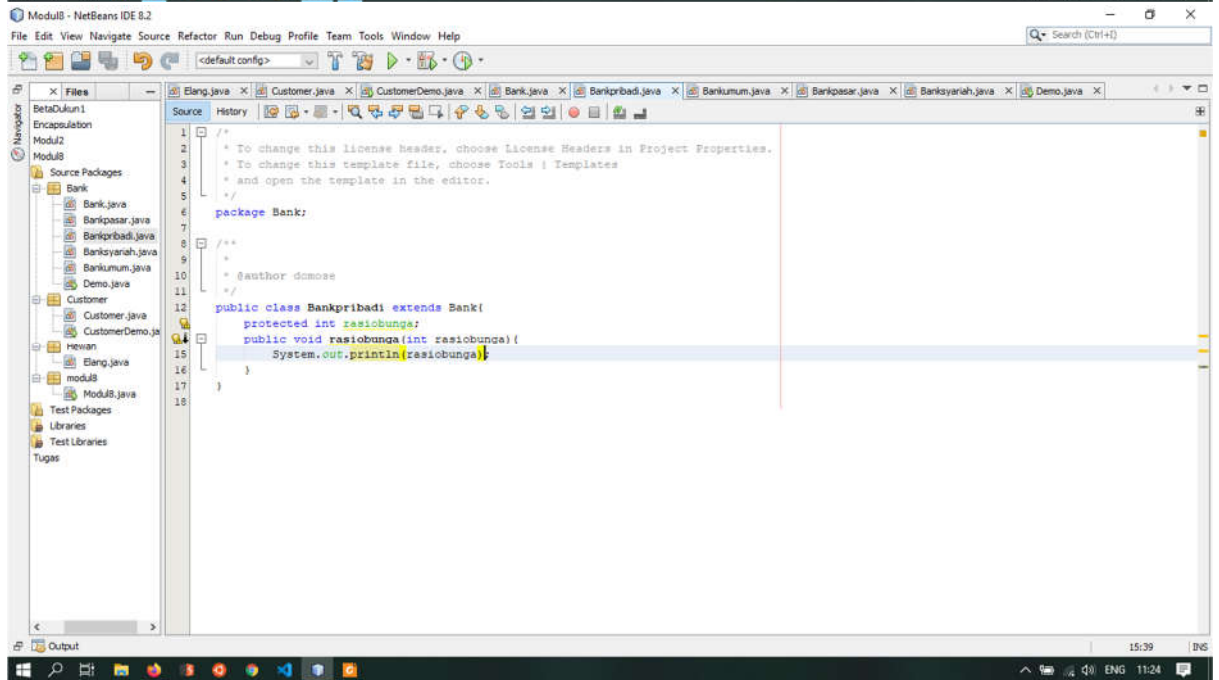 Modul8 - NetBeans IDE 8.2
File Edit View Navigate Source Refactor Run Debug Profile Team Tools Window Help
Search (Ctrl+I)
<default config>
Files
Elang.java Customer.java CustomerDemo.java Bank.java Bankpribadi.java Bankumum.java Bankpasar.java Banksyariah.java Demo.java
Navigator
BetaDukun1
Encapsulation
Modul2
Modul8
Source Packages
Bank
Bank.java
Bankpasar.java
Bankpribadi.java
Banksyariah.java
Bankumum.java
Demo.java
Customer
Customer.java
CustomerDemo.ja
Hewan
Elang.java
modul8
Modul8.java
Test Packages
Libraries
Test Libraries
Tugas
Source History
1 /*
2 * To change this license header, choose License Headers in Project Properties.
3 * To change this template file, choose Tools | Templates
4 * and open the template in the editor.
5 */
6 package Bank;
7
8 /**
9 *
10 * @author domose
11 */
12 public class Bankpribadi extends Bank{
protected int rasiobunga;
public void rasiobunga(int rasiobunga){
15 System.out.println(rasiobunga);
16 }
17 }
18
Output
15:39 INS
ENG 11:24